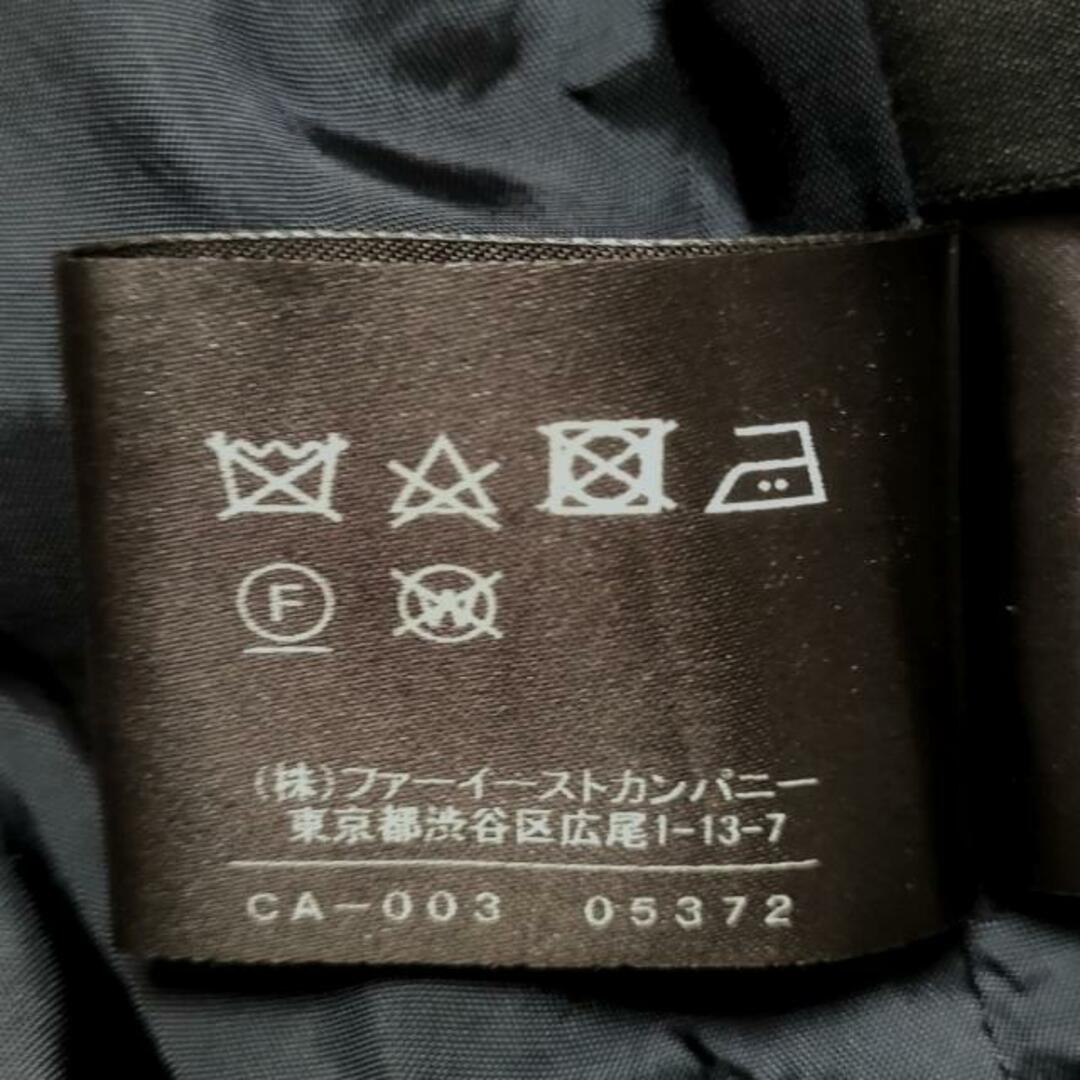 F W
(株)ファーイーストカンパニー
東京都渋谷区広尾1-13-7
CA-003 05372